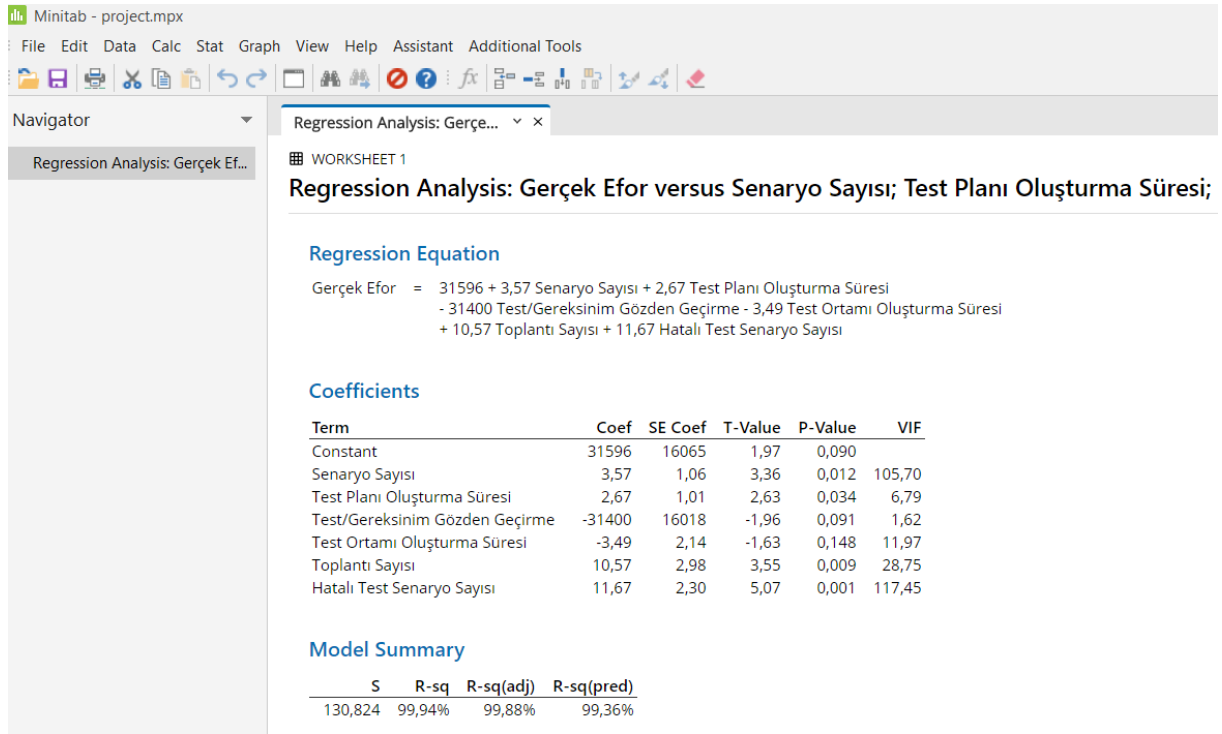 Minitab - project.mpx
File Edit Data Calc Stat Graph View Help Assistant Additional Tools
Navigator
Regression Analysis: Gerçe...
Regression Analysis: Gerçek Ef...
WORKSHEET 1
Regression Analysis: Gerçek Efor versus Senaryo Sayısı; Test Planı Oluşturma Süresi;
Regression Equation
Gerçek Efor = 31596 + 3,57 Senaryo Sayısı + 2,67 Test Planı Oluşturma Süresi
- 31400 Test/Gereksinim Gözden Geçirme - 3,49 Test Ortamı Oluşturma Süresi
+ 10,57 Toplantı Sayısı + 11,67 Hatalı Test Senaryo Sayısı
Coefficients
Term Coef SE Coef T-Value P-Value VIF
Constant 31596 16065 1,97 0,090
Senaryo Sayısı 3,57 1,06 3,36 0,012 105,70
Test Planı Oluşturma Süresi 2,67 1,01 2,63 0,034 6,79
Test/Gereksinim Gözden Geçirme -31400 16018 -1,96 0,091 1,62
Test Ortamı Oluşturma Süresi -3,49 2,14 -1,63 0,148 11,97
Toplantı Sayısı 10,57 2,98 3,55 0,009 28,75
Hatalı Test Senaryo Sayısı 11,67 2,30 5,07 0,001 117,45
Model Summary
S R-sq R-sq(adj) R-sq(pred)
130,824 99,94% 99,88% 99,36%